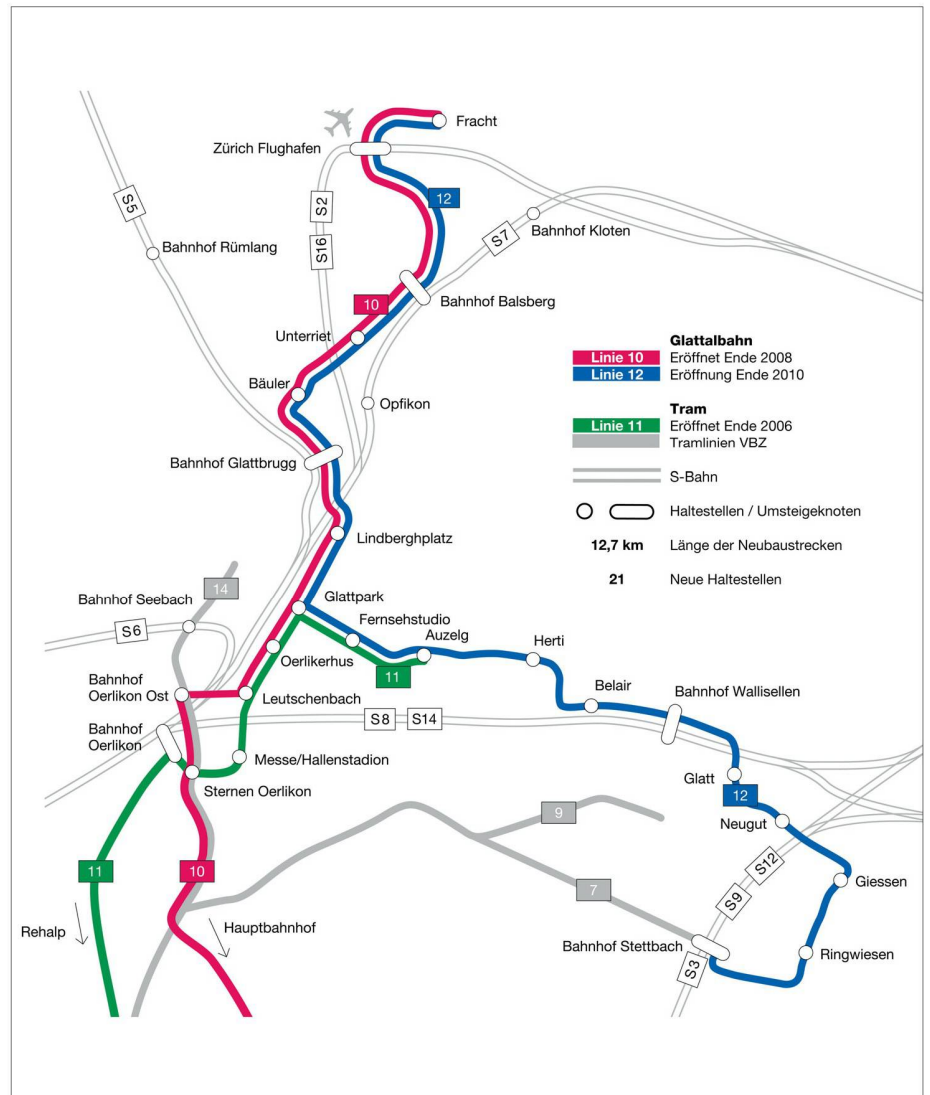 Fracht
Zürich Flughafen
S5
S2
12
S16
S7
Bahnhof Kloten
Bahnhof Rümlang
10
Bahnhof Balsberg
Unterriet
Bäuler
Opfikon
Bahnhof Glattbrugg
Glattalbahn
Linie 10 Eröffnet Ende 2008
Linie 12 Eröffnung Ende 2010
Tram
Linie 11 Eröffnet Ende 2006
Tramlinien VBZ
S-Bahn
Haltestellen / Umsteigeknoten
12,7 km Länge der Neubaustrecken
21 Neue Haltestellen
Lindberghplatz
14
Bahnhof Seebach
S6
Glattpark
Fernsehstudio
Auzelg
Herti
Oerlikerhus
11
Bahnhof
Oerlikon Ost
Leutschenbach
Belair
Bahnhof Wallisellen
S8
S14
Bahnhof
Oerlikon
Messe/Hallenstadion
Sternen Oerlikon
Glatt
12
Neugut
9
11
10
7
S12
S9
Giessen
Rehalp
Hauptbahnhof
Bahnhof Stettbach
S3
Ringwiesen